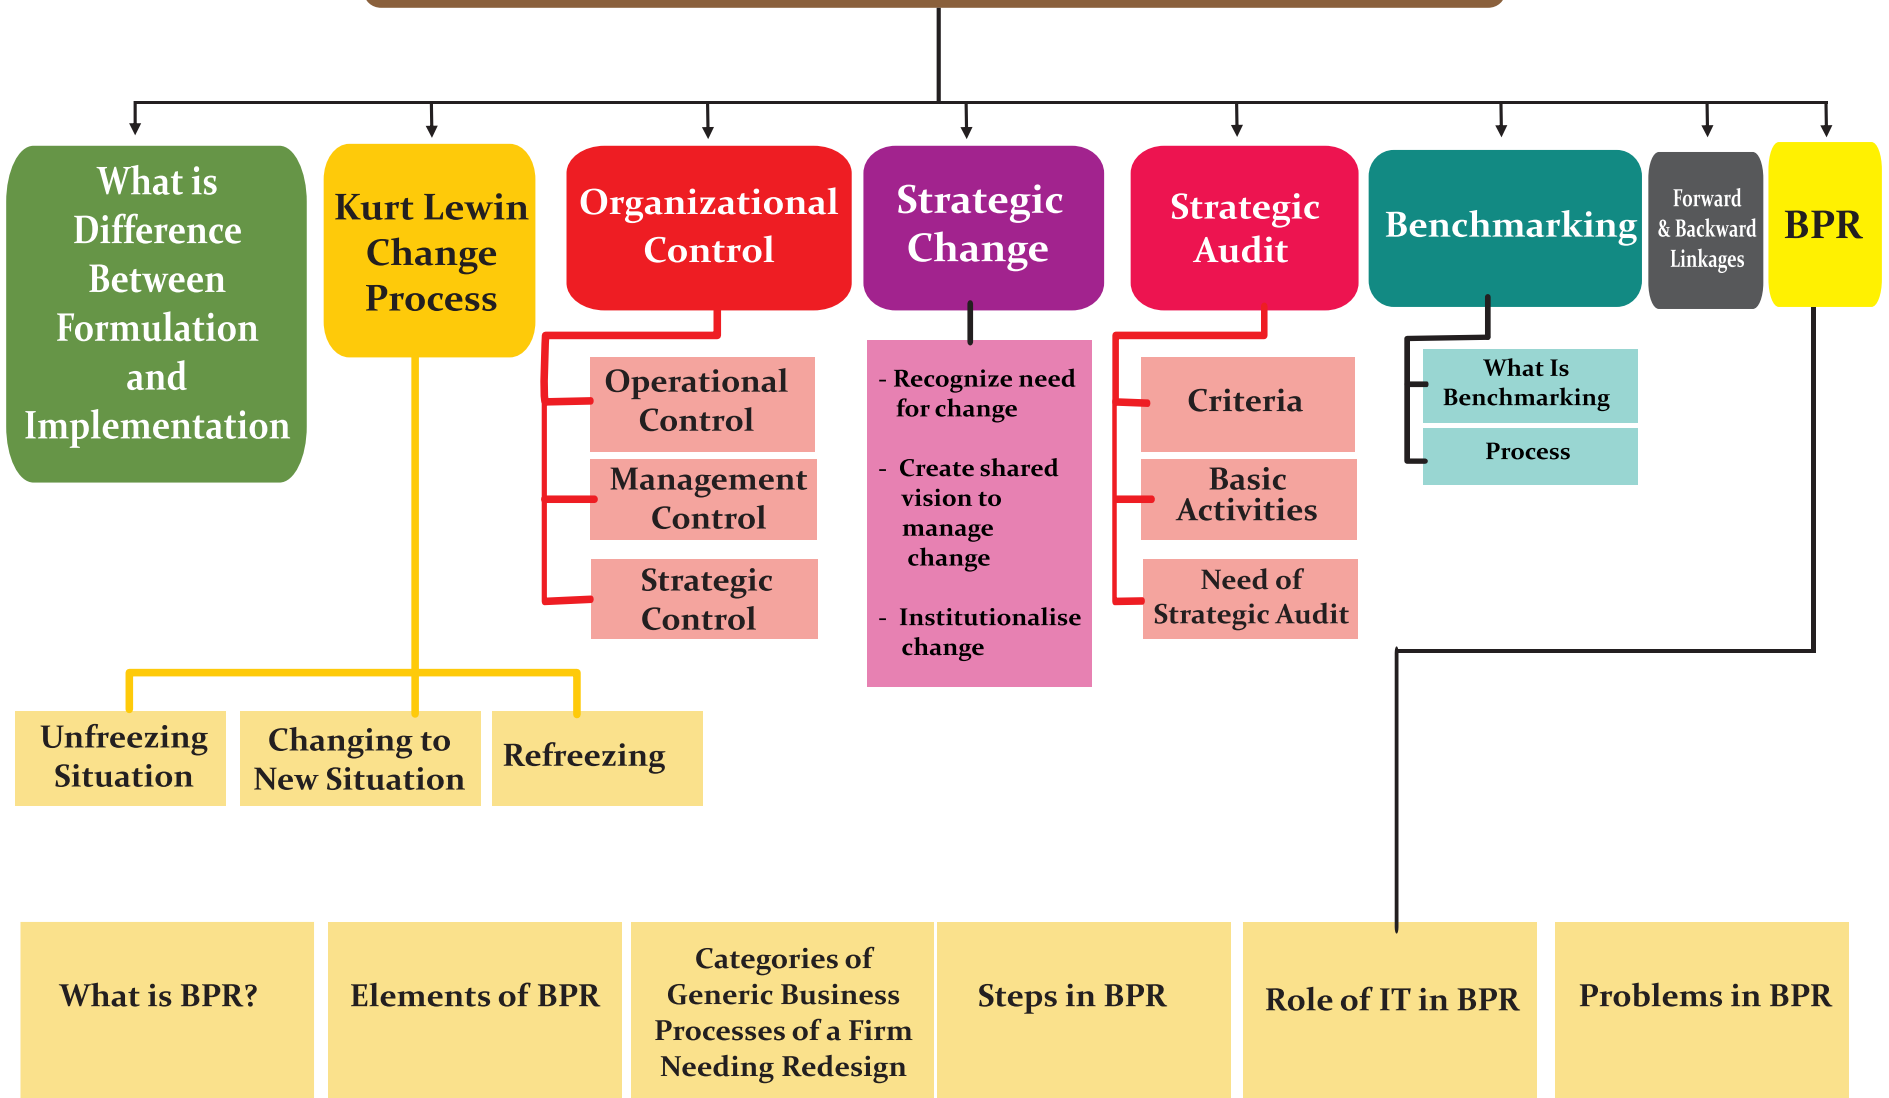 What is
Difference
Between
Formulation
and
Implementation
Kurt Lewin
Change
Process
Organizational
Control
Strategic
Change
Strategic
Audit
Benchmarking
Forward
& Backward
Linkages
BPR
Operational
Control
Management
Control
Strategic
Control
- Recognize need
for change
- Create shared
vision to
manage
change
- Institutionalise
change
Criteria
Basic
Activities
Need of
Strategic Audit
What Is
Benchmarking
Process
Unfreezing
Situation
Changing to
New Situation
Refreezing
What is BPR?
Elements of BPR
Categories of
Generic Business
Processes of a Firm
Needing Redesign
Steps in BPR
Role of IT in BPR
Problems in BPR